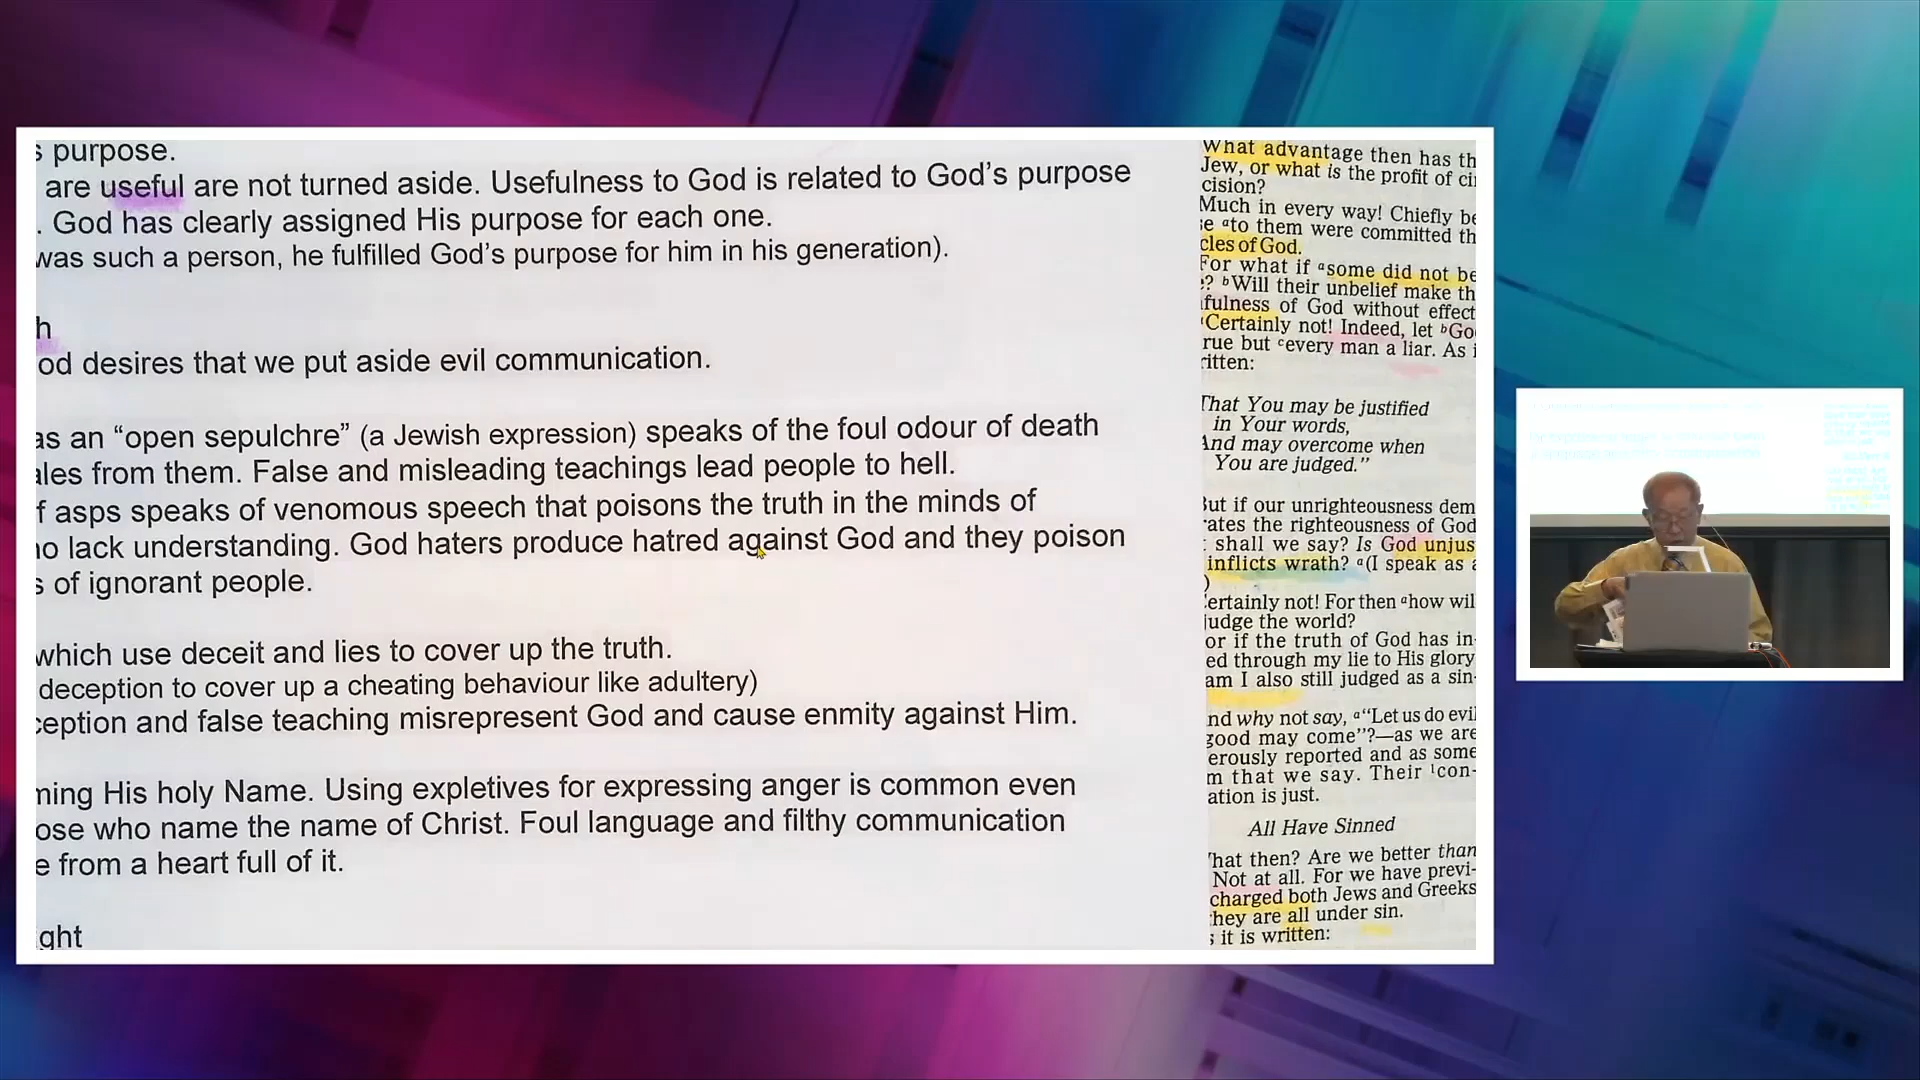 s purpose.
are useful are not turned aside. Usefulness to God is related to God’s purpose
. God has clearly assigned His purpose for each one.
was such a person, he fulfilled God’s purpose for him in his generation).
h
od desires that we put aside evil communication.
as an “open sepulchre” (a Jewish expression) speaks of the foul odour of death
ales from them. False and misleading teachings lead people to hell.
f asps speaks of venomous speech that poisons the truth in the minds of
no lack understanding. God haters produce hatred against God and they poison
s of ignorant people.
which use deceit and lies to cover up the truth.
deception to cover up a cheating behaviour like adultery)
ception and false teaching misrepresent God and cause enmity against Him.
ming His holy Name. Using expletives for expressing anger is common even
ose who name the name of Christ. Foul language and filthy communication
e from a heart full of it.
ght
What advantage then has th
Jew, or what is the profit of cir
cision?
Much in every way! Chiefly be
se a to them were committed th
cles of God.
For what if a some did not be
e? b Will their unbelief make th
fulness of God without effect
Certainly not! Indeed, let b Go
rue but c every man a liar. As i
ritten:
That You may be justified
in Your words,
And may overcome when
You are judged.”
But if our unrighteousness dem
rates the righteousness of God
t shall we say? Is God unjus
inflicts wrath? a (I speak as a
)
Certainly not! For then a how wil
judge the world?
or if the truth of God has in-
ed through my lie to His glory
am I also still judged as a sin-
nd why not say, a “Let us do evil
good may come”?—as we are
erously reported and as some
m that we say. Their 1 con-
ation is just.
All Have Sinned
What then? Are we better than
Not at all. For we have previ-
charged both Jews and Greeks
they are all under sin.
s it is written: